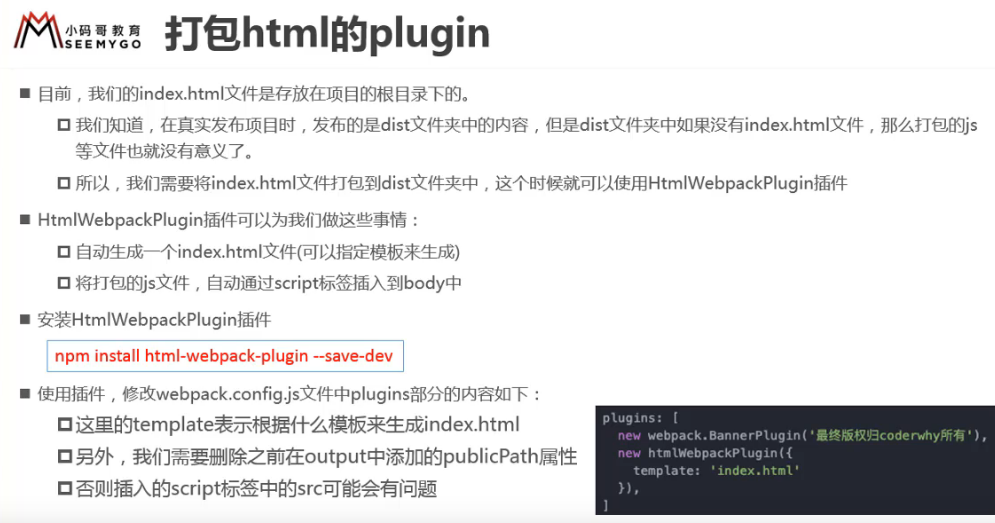 小码哥教育
SEEMYGO
打包html的plugin
■ 目前，我们的index.html文件是存放在项目的根目录下的。
我们知道，在真实发布项目时，发布的是dist文件夹中的内容，但是dist文件夹中如果没有index.html文件，那么打包的js
等文件也就没有意义了。
所以，我们需要将index.html文件打包到dist文件夹中，这个时候就可以使用HtmlWebpackPlugin插件
■ HtmlWebpackPlugin插件可以为我们做这些事情：
自动生成一个index.html文件(可以指定模板来生成)
将打包的js文件，自动通过script标签插入到body中
■ 安装HtmlWebpackPlugin插件
npm install html-webpack-plugin --save-dev
■ 使用插件，修改webpack.config.js文件中plugins部分的内容如下：
这里的template表示根据什么模板来生成index.html
另外，我们需要删除之前在output中添加的publicPath属性
否则插入的script标签中的src可能会有问题
plugins: [
new webpack.BannerPlugin('最终版权归coderwhy所有'),
new htmlWebpackPlugin({
template: 'index.html'
}),
]